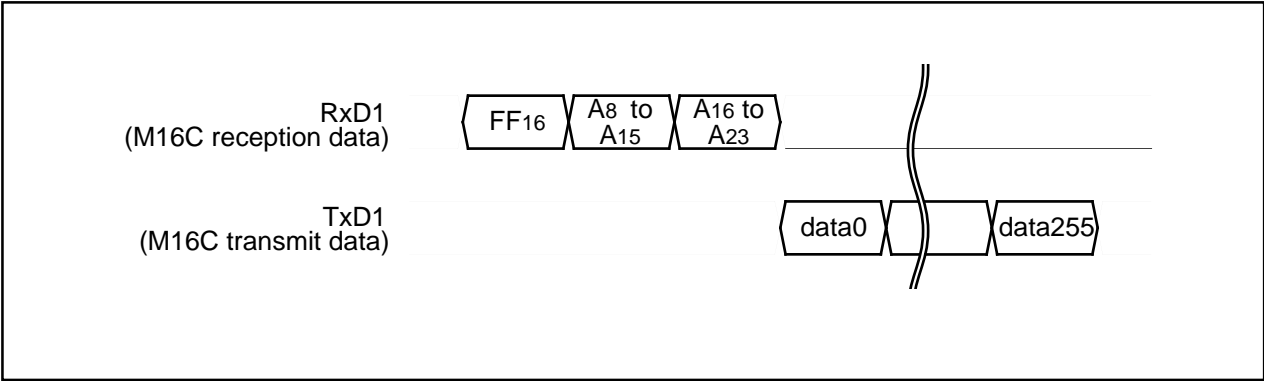 RxD1
(M16C reception data)
FF16
A8 to
A15
A16 to
A23
TxD1
(M16C transmit data)
data0
data255